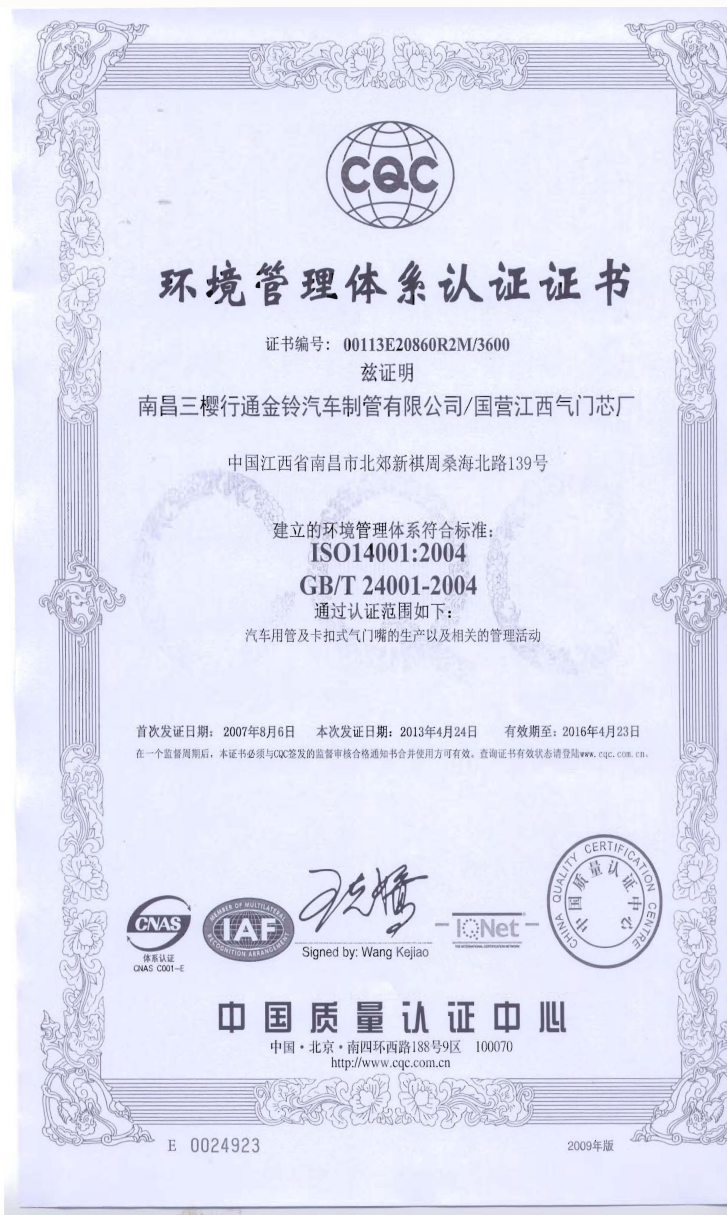 CQC
环境管理体系认证证书
证书编号: 00113E20860R2M/3600
兹证明
南昌三樱行通金铃汽车制管有限公司/国营江西气门芯厂
中国江西省南昌市北郊新祺周桑海北路139号
建立的环境管理体系符合标准:
ISO14001:2004
GB/T 24001-2004
通过认证范围如下:
汽车用管及卡扣式气门嘴的生产以及相关的管理活动
首次发证日期: 2007年8月6日 本次发证日期: 2013年4月24日 有效期至: 2016年4月23日
在一个监督周期后, 本证书必须与CQC签发的监督审核合格通知书合并使用方可有效。查询证书有效状态请登陆www.cqc.com.cn.
CNAS
体系认证
CNAS C001-E
MEMBER OF MULTILATERAL
IAF
RECOGNITION ARRANGEMENT
王克娇
Signed by: Wang Kejiao
IQNet
THE INTERNATIONAL CERTIFICATION NETWORK
CHINA QUALITY CERTIFICATION CENTRE
中国质量认证中心
中国质量认证中心
中国·北京·南四环西路188号9区 100070
http://www.cqc.com.cn
E 0024923
2009年版